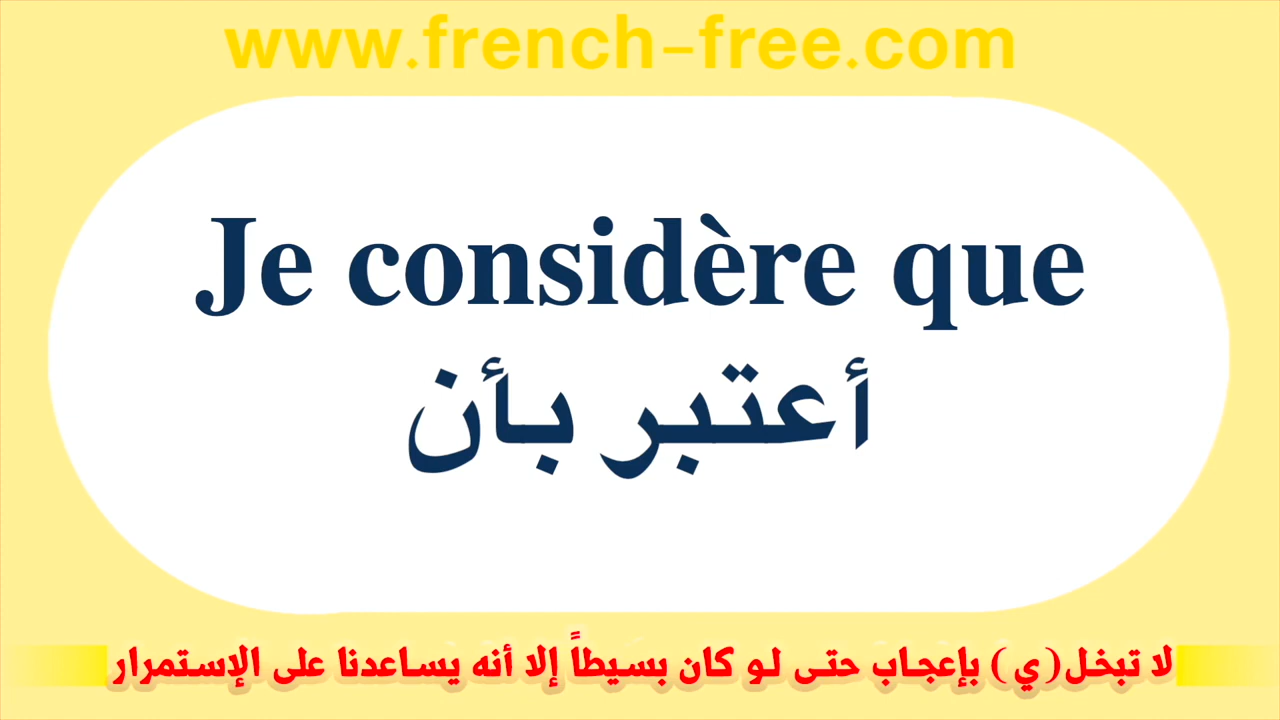 www.french-free.com
Je considère que
أعتبر بأن
لا تبخل(ي) بإعجاب حتى لو كان بسيطاً إلا أنه يساعدنا على الإستمرار